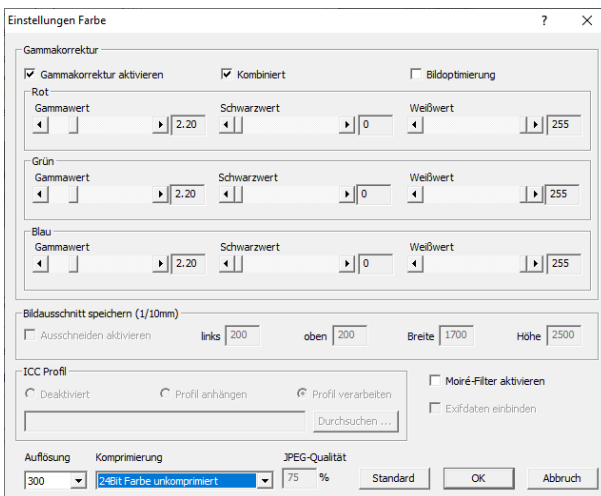 Einstellungen Farbe ?
Gammakorrektur
Gammakorrektur aktivieren Kombiniert Bildoptimierung
Rot
Gammawert Schwarzwert Weißwert
2.20 0 255
Grün
Gammawert Schwarzwert Weißwert
2.20 0 255
Blau
Gammawert Schwarzwert Weißwert
2.20 0 255
Bildausschnitt speichern (1/10mm)
Ausschneiden aktivieren links 200 oben 200 Breite 1700 Höhe 2500
ICC Profil
Deaktiviert Profil anhängen Profil verarbeiten
Durchsuchen ...
Moiré-Filter aktivieren
Exifdaten einbinden
Auflösung Komprimierung JPEG-Qualität
300 24Bit Farbe unkomprimiert 75 % Standard OK Abbruch